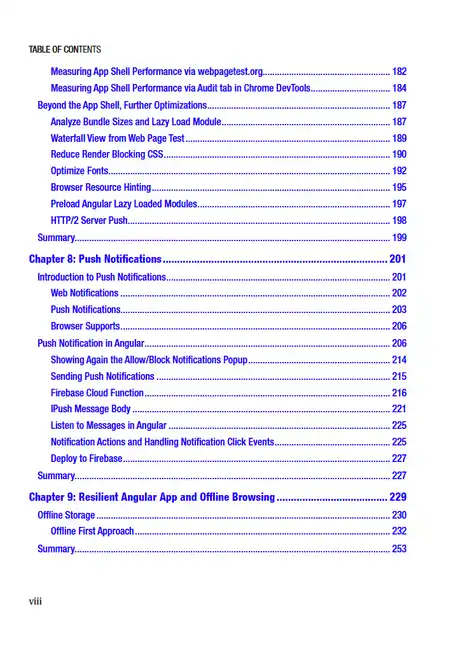 TABLE OF CONTENTS
Measuring App Shell Performance via webpagetest.org....................................................... 182
Measuring App Shell Performance via Audit tab in Chrome DevTools.................................. 184
Beyond the App Shell, Further Optimizations............................................................................. 187
Analyze Bundle Sizes and Lazy Load Module....................................................................... 187
Waterfall View from Web Page Test...................................................................................... 189
Reduce Render Blocking CSS............................................................................................... 190
Optimize Fonts...................................................................................................................... 192
Browser Resource Hinting.................................................................................................... 195
Preload Angular Lazy Loaded Modules................................................................................. 197
HTTP/2 Server Push.............................................................................................................. 198
Summary.................................................................................................................................... 199
Chapter 8: Push Notifications........................................................................... 201
Introduction to Push Notifications.............................................................................................. 201
Web Notifications ................................................................................................................. 202
Push Notifications................................................................................................................. 203
Browser Supports................................................................................................................. 206
Push Notification in Angular....................................................................................................... 206
Showing Again the Allow/Block Notifications Popup............................................................ 214
Sending Push Notifications .................................................................................................. 215
Firebase Cloud Function....................................................................................................... 216
IPush Message Body ............................................................................................................ 221
Listen to Messages in Angular ............................................................................................. 225
Notification Actions and Handling Notification Click Events................................................ 225
Deploy to Firebase................................................................................................................ 227
Summary.................................................................................................................................... 227
Chapter 9: Resilient Angular App and Offline Browsing ..................................... 229
Offline Storage ........................................................................................................................... 230
Offline First Approach........................................................................................................... 232
Summary.................................................................................................................................... 253
viii